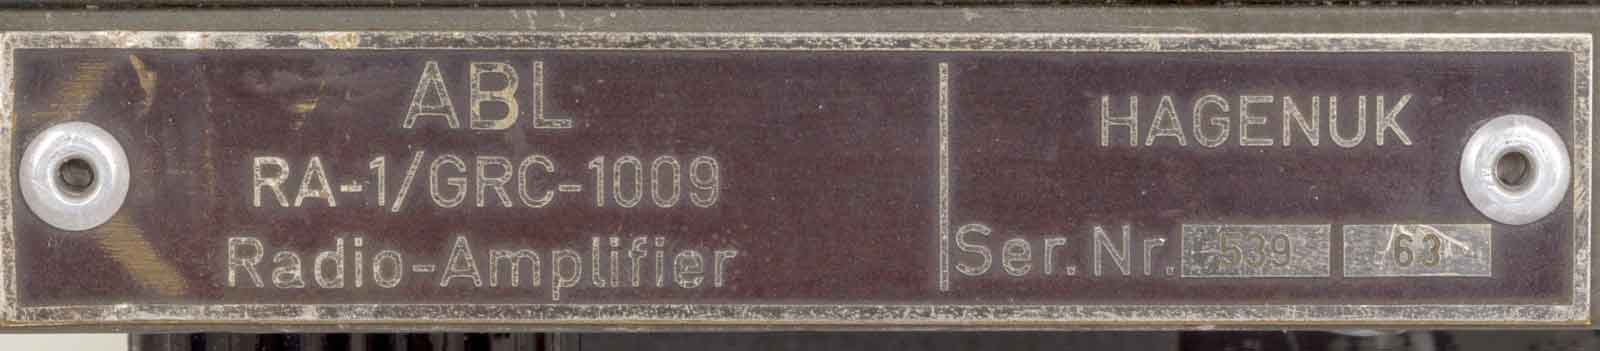 ABL
RA-1/GRC-1009
Radio-Amplifier
HAGENUK
Ser.Nr. 539 63